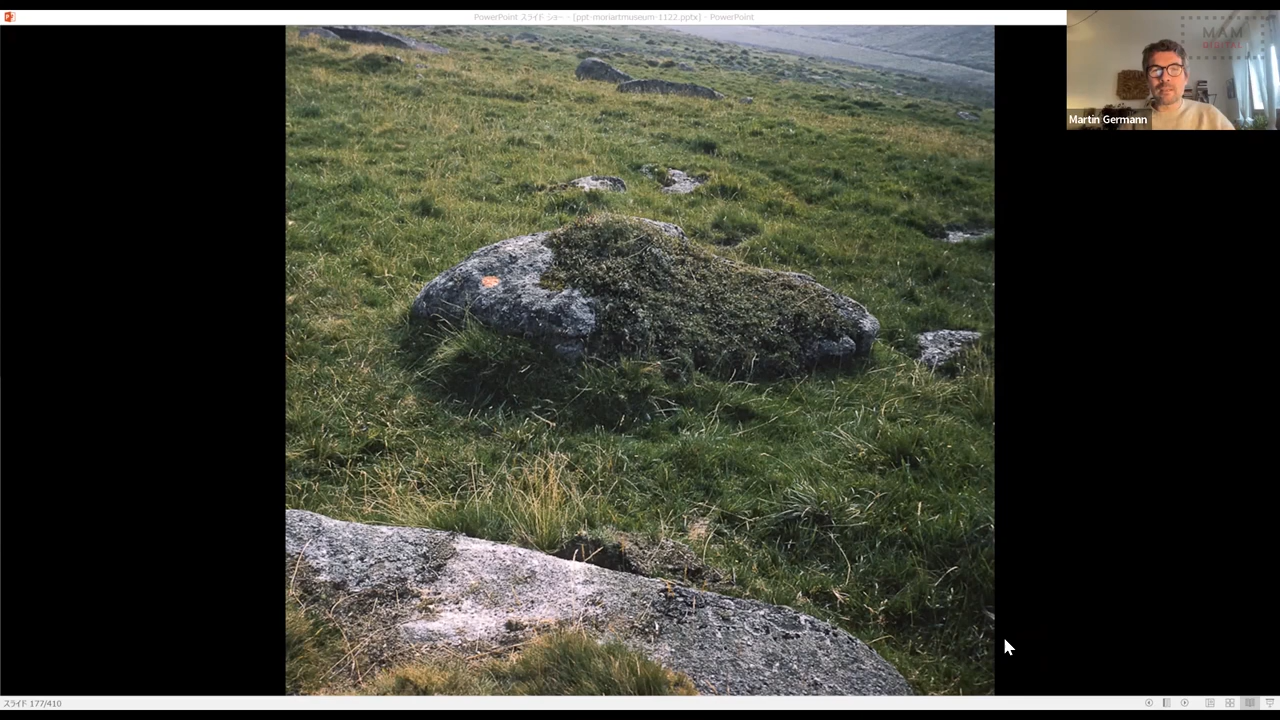 PowerPoint スライド ショー - [ppt-moriartmuseum-1122.pptx] - PowerPoint
MAM
DIGITAL
Martin Germann
スライド 177/410